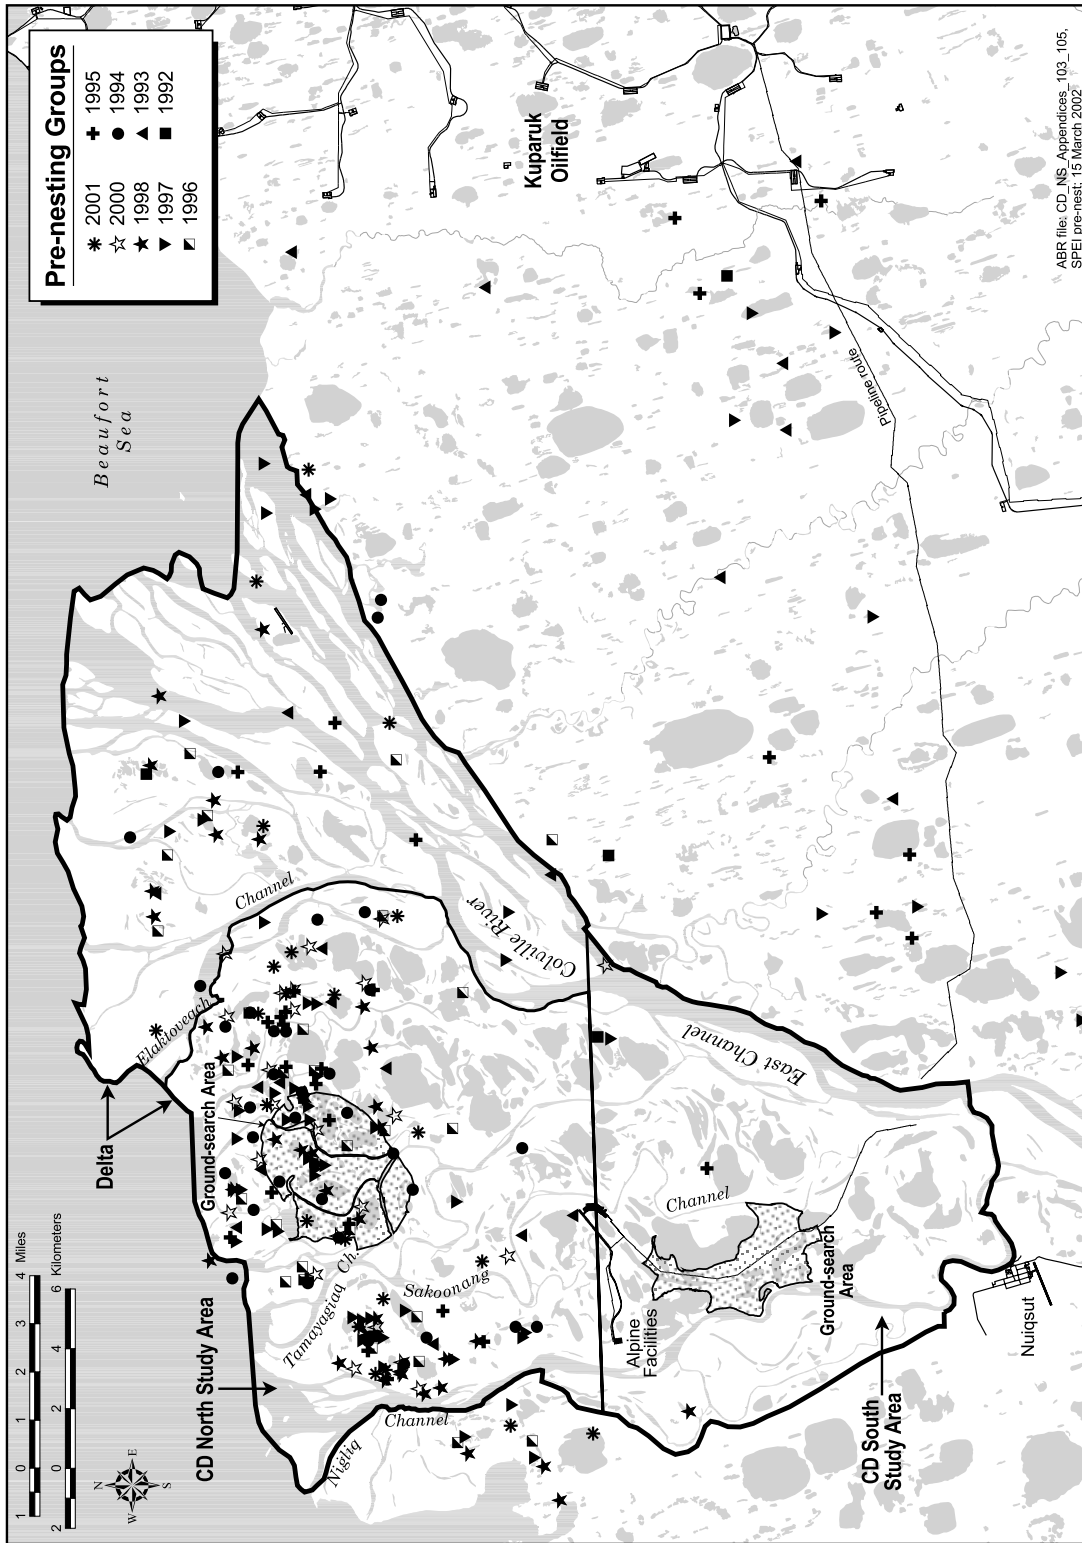 Pre-nesting Groups
2001
2000
1998
1997
1996
1995
1994
1993
1992
Beaufort
Sea
Kuparuk
Oilfield
Pipeline route
ABR file: CD_NS_Appendices_103_105,
SPEI pre-nest: 15 March 2002
Delta
Elaktoveach
Channel
Ground-search Area
Colville River
East Channel
CD North Study Area
Tamayagiaq Ch.
Sakoonang
Channel
Nigliq
Channel
Alpine
Facilities
Ground-search
Area
CD South
Study Area
Nuiqsut
1 0 1 2 3 4 Miles
2 0 2 4 6 Kilometers
N
E
S
W